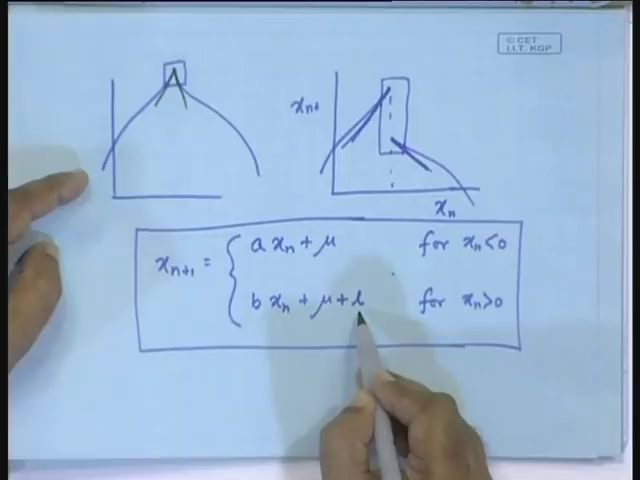 © CET
I.I.T. KGP
xₙ₊₁
xₙ
xₙ₊₁ = { a xₙ + μ for xₙ<0
b xₙ + μ + l for xₙ>0